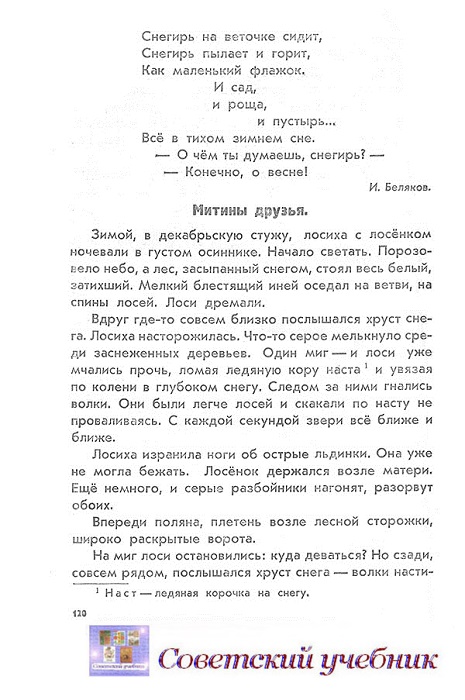 Снегирь на веточке сидит,
Снегирь пылает и горит,
Как маленький флажок.
И сад,
и роща,
и пустырь...
Всё в тихом зимнем сне.
— О чём ты думаешь, снегирь? —
— Конечно, о весне!
И. Беляков.
Митины друзья.
Зимой, в декабрьскую стужу, лосиха с лосёнком
ночевали в густом осиннике. Начало светать. Порозо-
вело небо, а лес, засыпанный снегом, стоял весь белый,
затихший. Мелкий блестящий иней оседал на ветви, на
спины лосей. Лоси дремали.
Вдруг где-то совсем близко послышался хруст сне-
га. Лосиха насторожилась. Что-то серое мелькнуло сре-
ди заснеженных деревьев. Один миг — и лоси уже
мчались прочь, ломая ледяную кору наста ¹ и увязая
по колени в глубоком снегу. Следом за ними гнались
волки. Они были легче лосей и скакали по насту не
проваливаясь. С каждой секундой звери всё ближе и
ближе.
Лосиха изранила ноги об острые льдинки. Она уже
не могла бежать. Лосёнок держался возле матери.
Ещё немного, и серые разбойники нагонят, разорвут
обоих.
Впереди поляна, плетень возле лесной сторожки,
широко раскрытые ворота.
На миг лоси остановились: куда деваться? Но сзади,
совсем рядом, послышался хруст снега — волки насти-
¹ Наст — ледяная корочка на снегу.
120
Советский учебник
Советский учебник